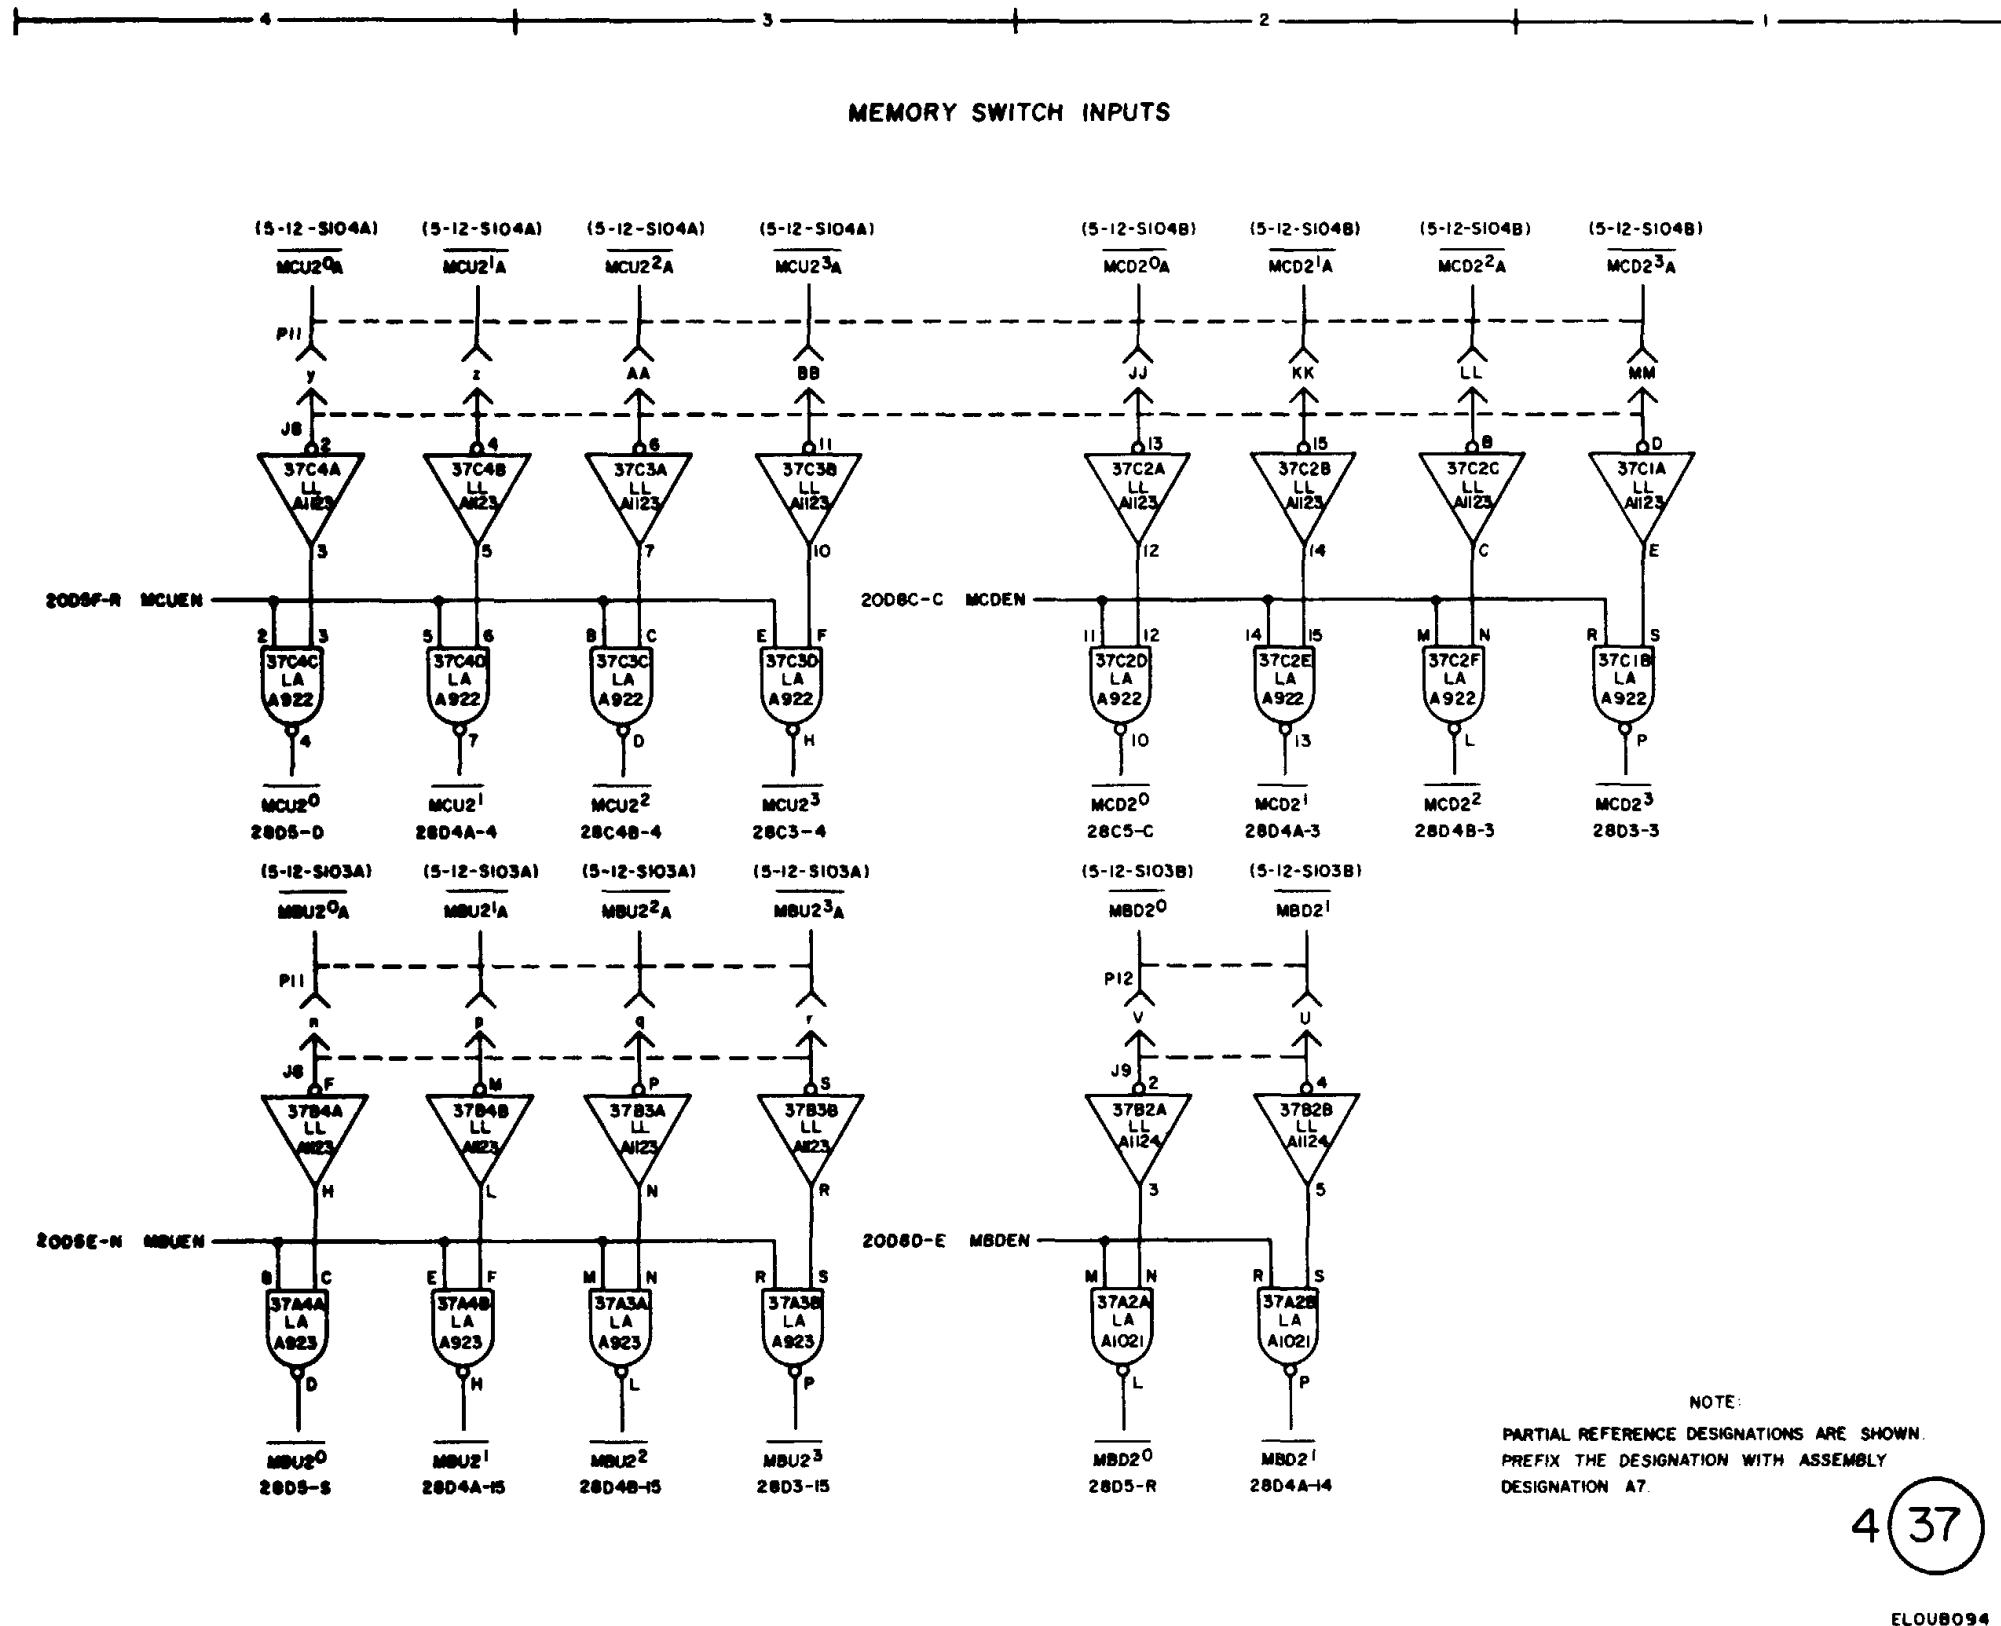 4 3 2 1
MEMORY SWITCH INPUTS
(5-12-S104A) (5-12-S104A) (5-12-S104A) (5-12-S104A) (5-12-S104B) (5-12-S104B) (5-12-S104B) (5-12-S104B)
MCU2⁰A MCU2¹A MCU2²A MCU2³A MCD2⁰A MCD2¹A MCD2²A MCD2³A
P11
y z AA BB JJ KK LL MM
J8
2 4 6 11 13 15 B D
37C4A 37C4B 37C3A 37C3B 37C2A 37C2B 37C2C 37C1A
LL LL LL LL LL LL LL LL
A1123 A1123 A1123 A1123 A1123 A1123 A1123 A1123
3 5 7 10 12 14 C E
20D5F-R MCUEN 20D8C-C MCDEN
2 3 5 6 B C E F 11 12 14 15 M N R S
37C4C 37C4D 37C3C 37C3D 37C2D 37C2E 37C2F 37C1B
LA LA LA LA LA LA LA LA
A922 A922 A922 A922 A922 A922 A922 A922
4 7 D H 10 13 L P
MCU2⁰ MCU2¹ MCU2² MCU2³ MCD2⁰ MCD2¹ MCD2² MCD2³
28D5-D 28D4A-4 28C4B-4 28C3-4 28C5-C 28D4A-3 28D4B-3 28D3-3
(5-12-S103A) (5-12-S103A) (5-12-S103A) (5-12-S103A) (5-12-S103B) (5-12-S103B)
MBU2⁰A MBU2¹A MBU2²A MBU2³A MBD2⁰ MBD2¹
P11 P12
n p q r V U
J8 J9
F M P S 2 4
37B4A 37B4B 37B3A 37B3B 37B2A 37B2B
LL LL LL LL LL LL
A1123 A1123 A1123 A1123 A1124 A1124
H L N R 3 5
20D5E-N MBUEN 20D8D-E MBDEN
B C E F M N R S M N R S
37A4A 37A4B 37A3A 37A3B 37A2A 37A2B
LA LA LA LA LA LA
A923 A923 A923 A923 A1021 A1021
D H L P L P
MBU2⁰ MBU2¹ MBU2² MBU2³ MBD2⁰ MBD2¹
28D5-S 28D4A-15 28D4B-15 28D3-15 28D5-R 28D4A-14
NOTE:
PARTIAL REFERENCE DESIGNATIONS ARE SHOWN.
PREFIX THE DESIGNATION WITH ASSEMBLY
DESIGNATION A7.
4 37
ELOUB094